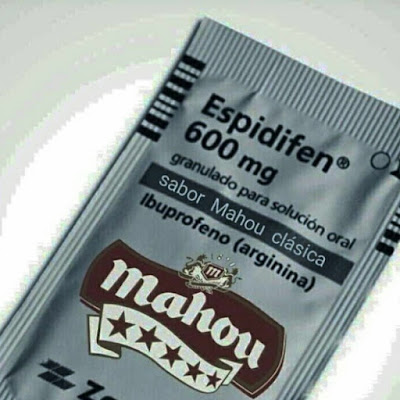 Espidifen®
600 mg
granulado para solución oral
sabor Mahou clásica
Ibuprofeno (arginina)
m
mahou